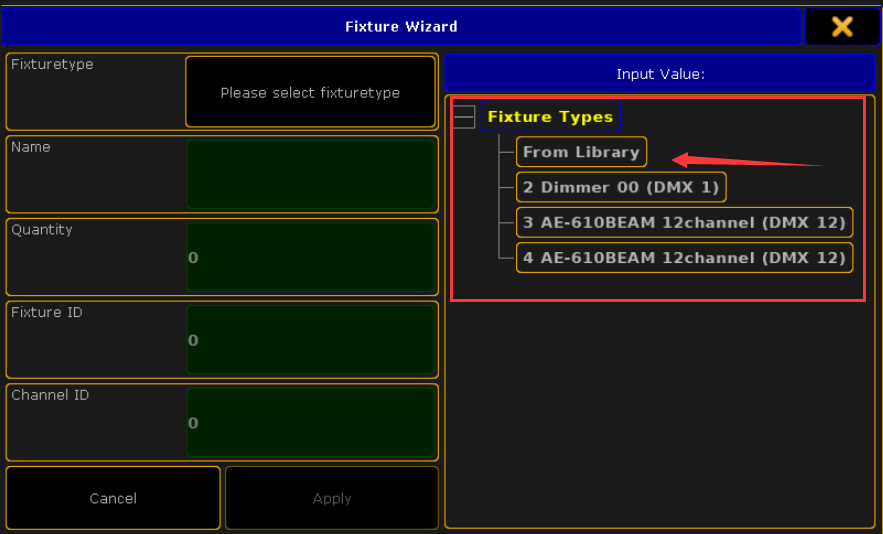 Fixture Wizard
Fixturetype
Please select fixturetype
Name
Quantity
0
Fixture ID
0
Channel ID
0
Cancel
Apply
Input Value:
Fixture Types
From Library
2 Dimmer 00 (DMX 1)
3 AE-610BEAM 12channel (DMX 12)
4 AE-610BEAM 12channel (DMX 12)